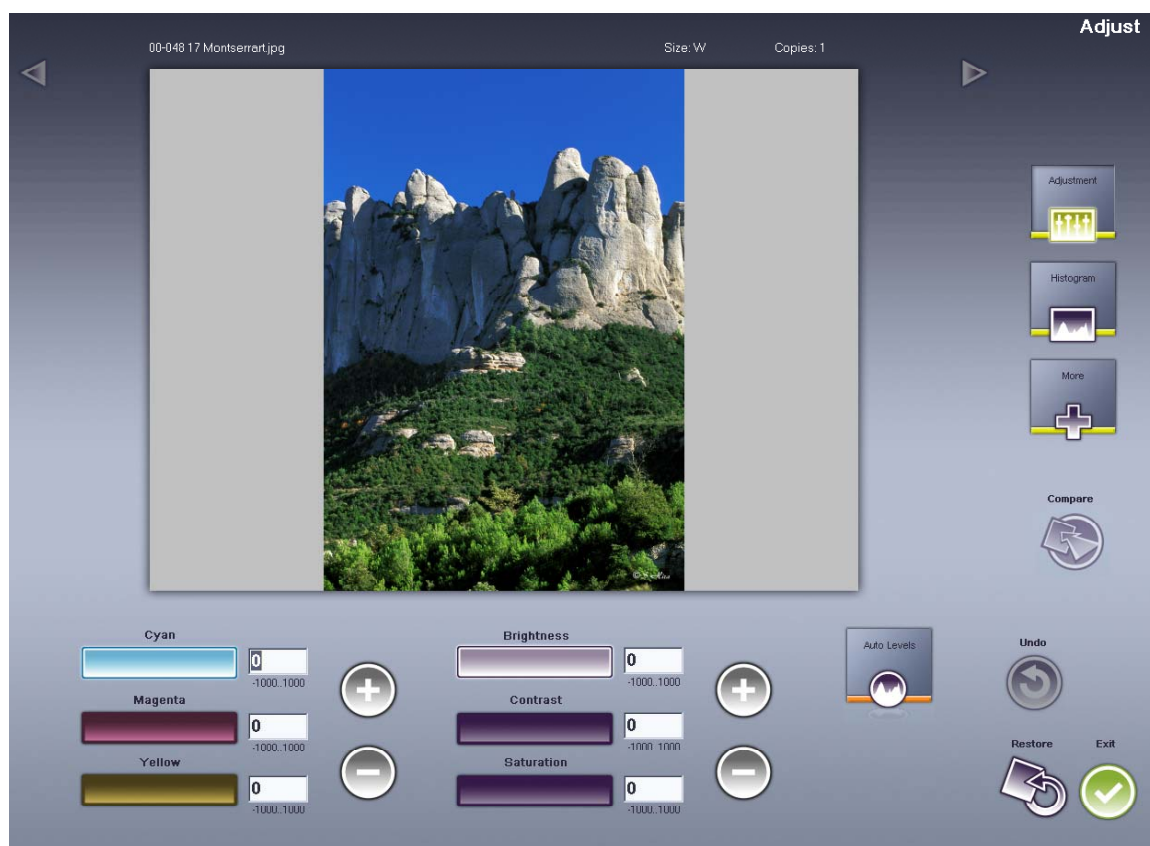 Adjust
00-048 17 Montserrart.jpg Size: W Copies: 1
Adjustment
Histogram
More
Compare
Cyan
0
-1000..1000
Magenta
0
-1000..1000
Yellow
0
-1000..1000
Brightness
0
-1000..1000
Contrast
0
-1000..1000
Saturation
0
-1000..1000
Auto Levels
Undo
Restore
Exit